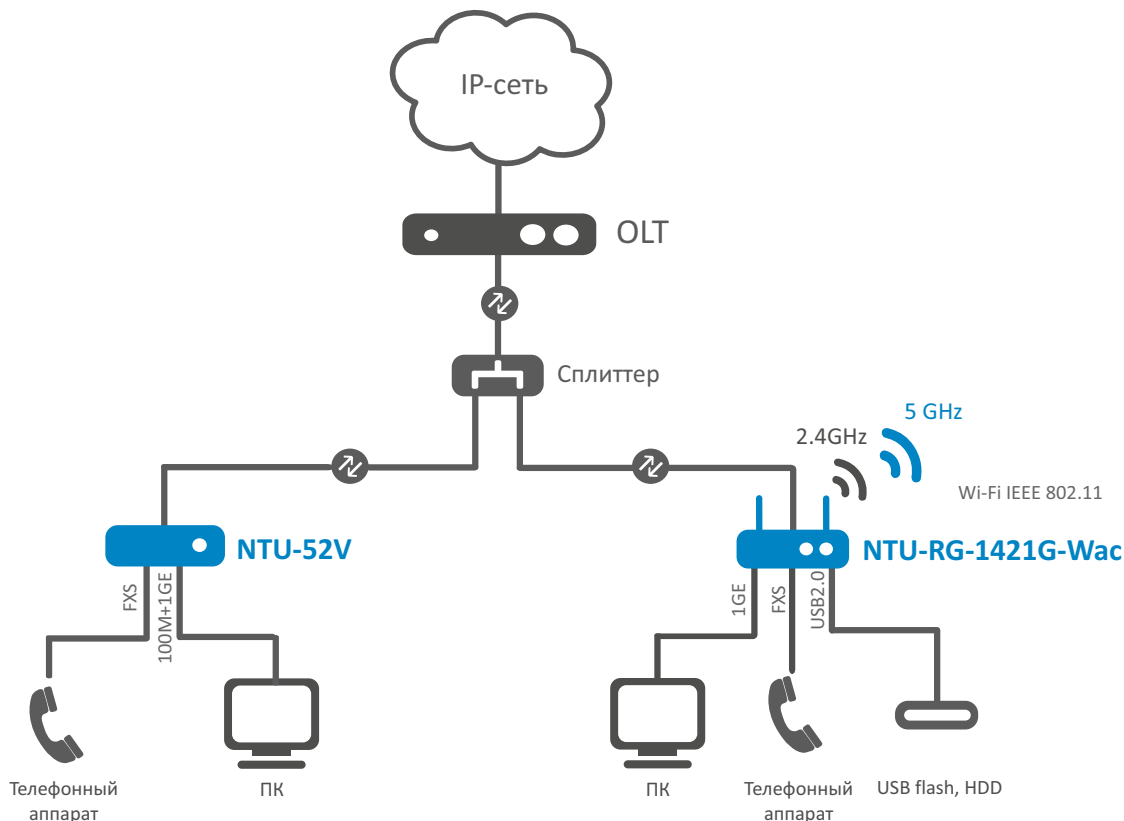 IP-сеть
OLT
Сплиттер
5 GHz
2.4GHz
Wi-Fi IEEE 802.11
NTU-52V
NTU-RG-1421G-Wac
FXS
100M+1GE
1GE
FXS
USB2.0
Телефонный
аппарат
ПК
ПК
Телефонный
аппарат
USB flash, HDD